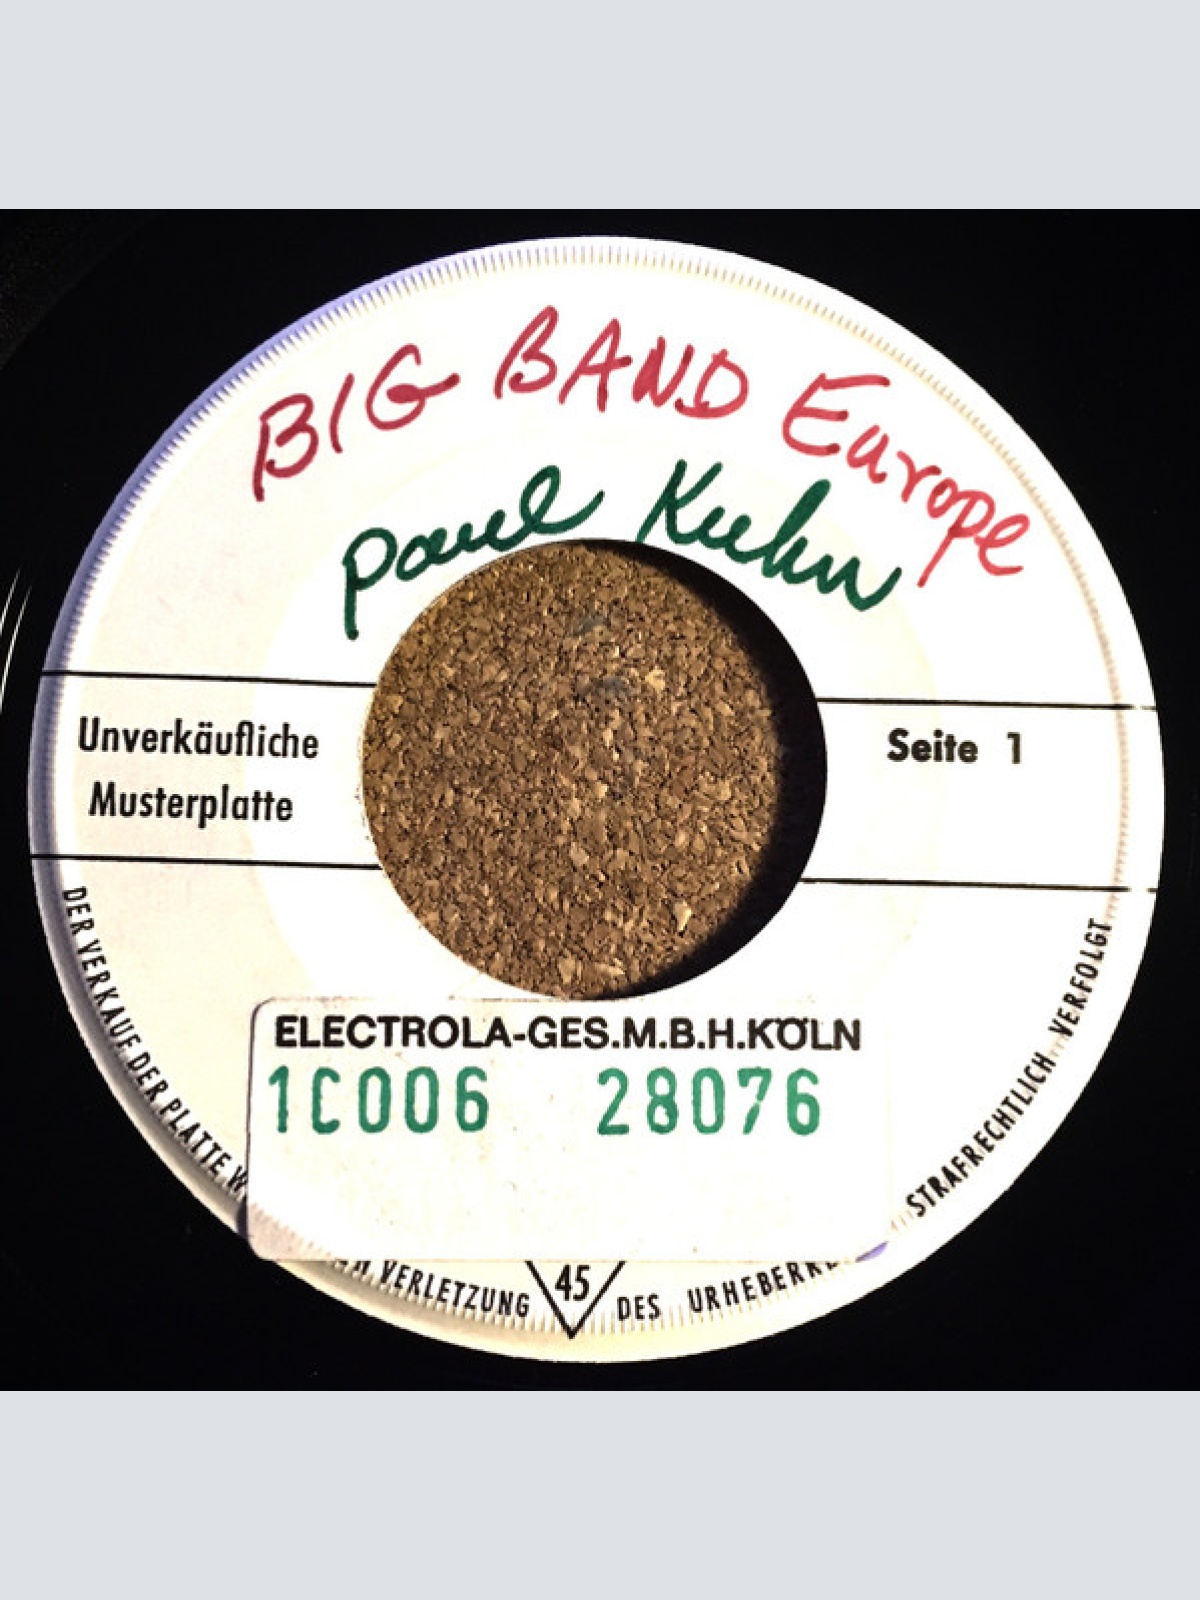 BIG BAND Europe
Paul Kuhn
Unverkäufliche
Musterplatte
Seite 1
ELECTROLA-GES.M.B.H.KÖLN
1C006 28076
DER VERKAUF DER PLATTE
VERLETZUNG
45
DES
STRAFRECHTLICH VERFOLGT